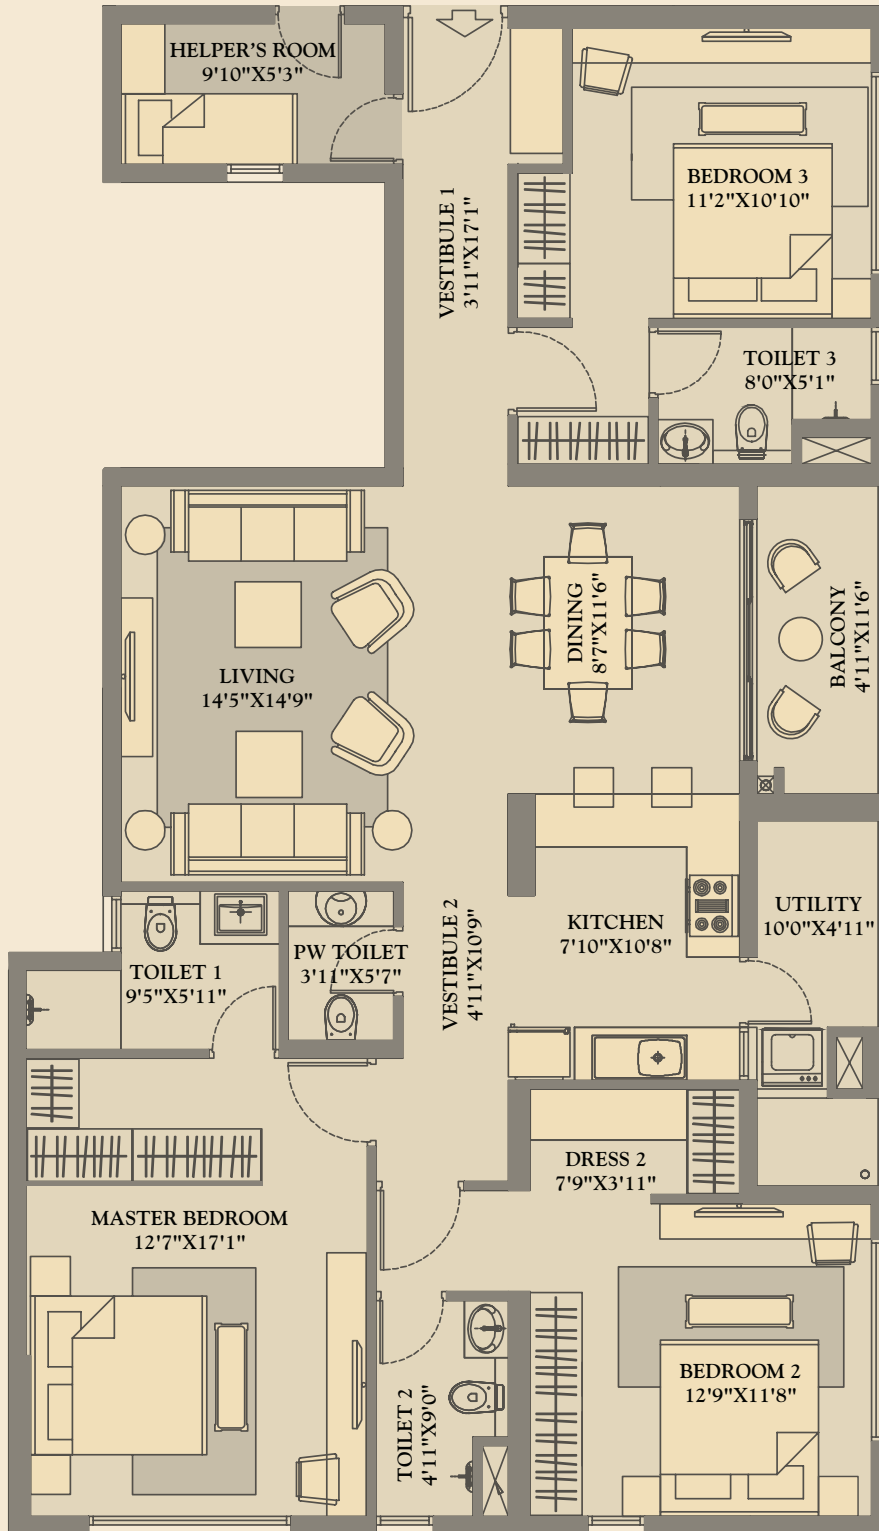 HELPER'S ROOM
9'10"X5'3"
BEDROOM 3
11'2"X10'10"
VESTIBULE 1
3'11"X17'1"
TOILET 3
8'0"X5'1"
LIVING
14'5"X14'9"
DINING
8'7"X11'6"
BALCONY
4'11"X11'6"
TOILET 1
9'5"X5'11"
PW TOILET
3'11"X5'7"
VESTIBULE 2
4'11"X10'9"
KITCHEN
7'10"X10'8"
UTILITY
10'0"X4'11"
DRESS 2
7'9"X3'11"
MASTER BEDROOM
12'7"X17'1"
TOILET 2
4'11"X9'0"
BEDROOM 2
12'9"X11'8"